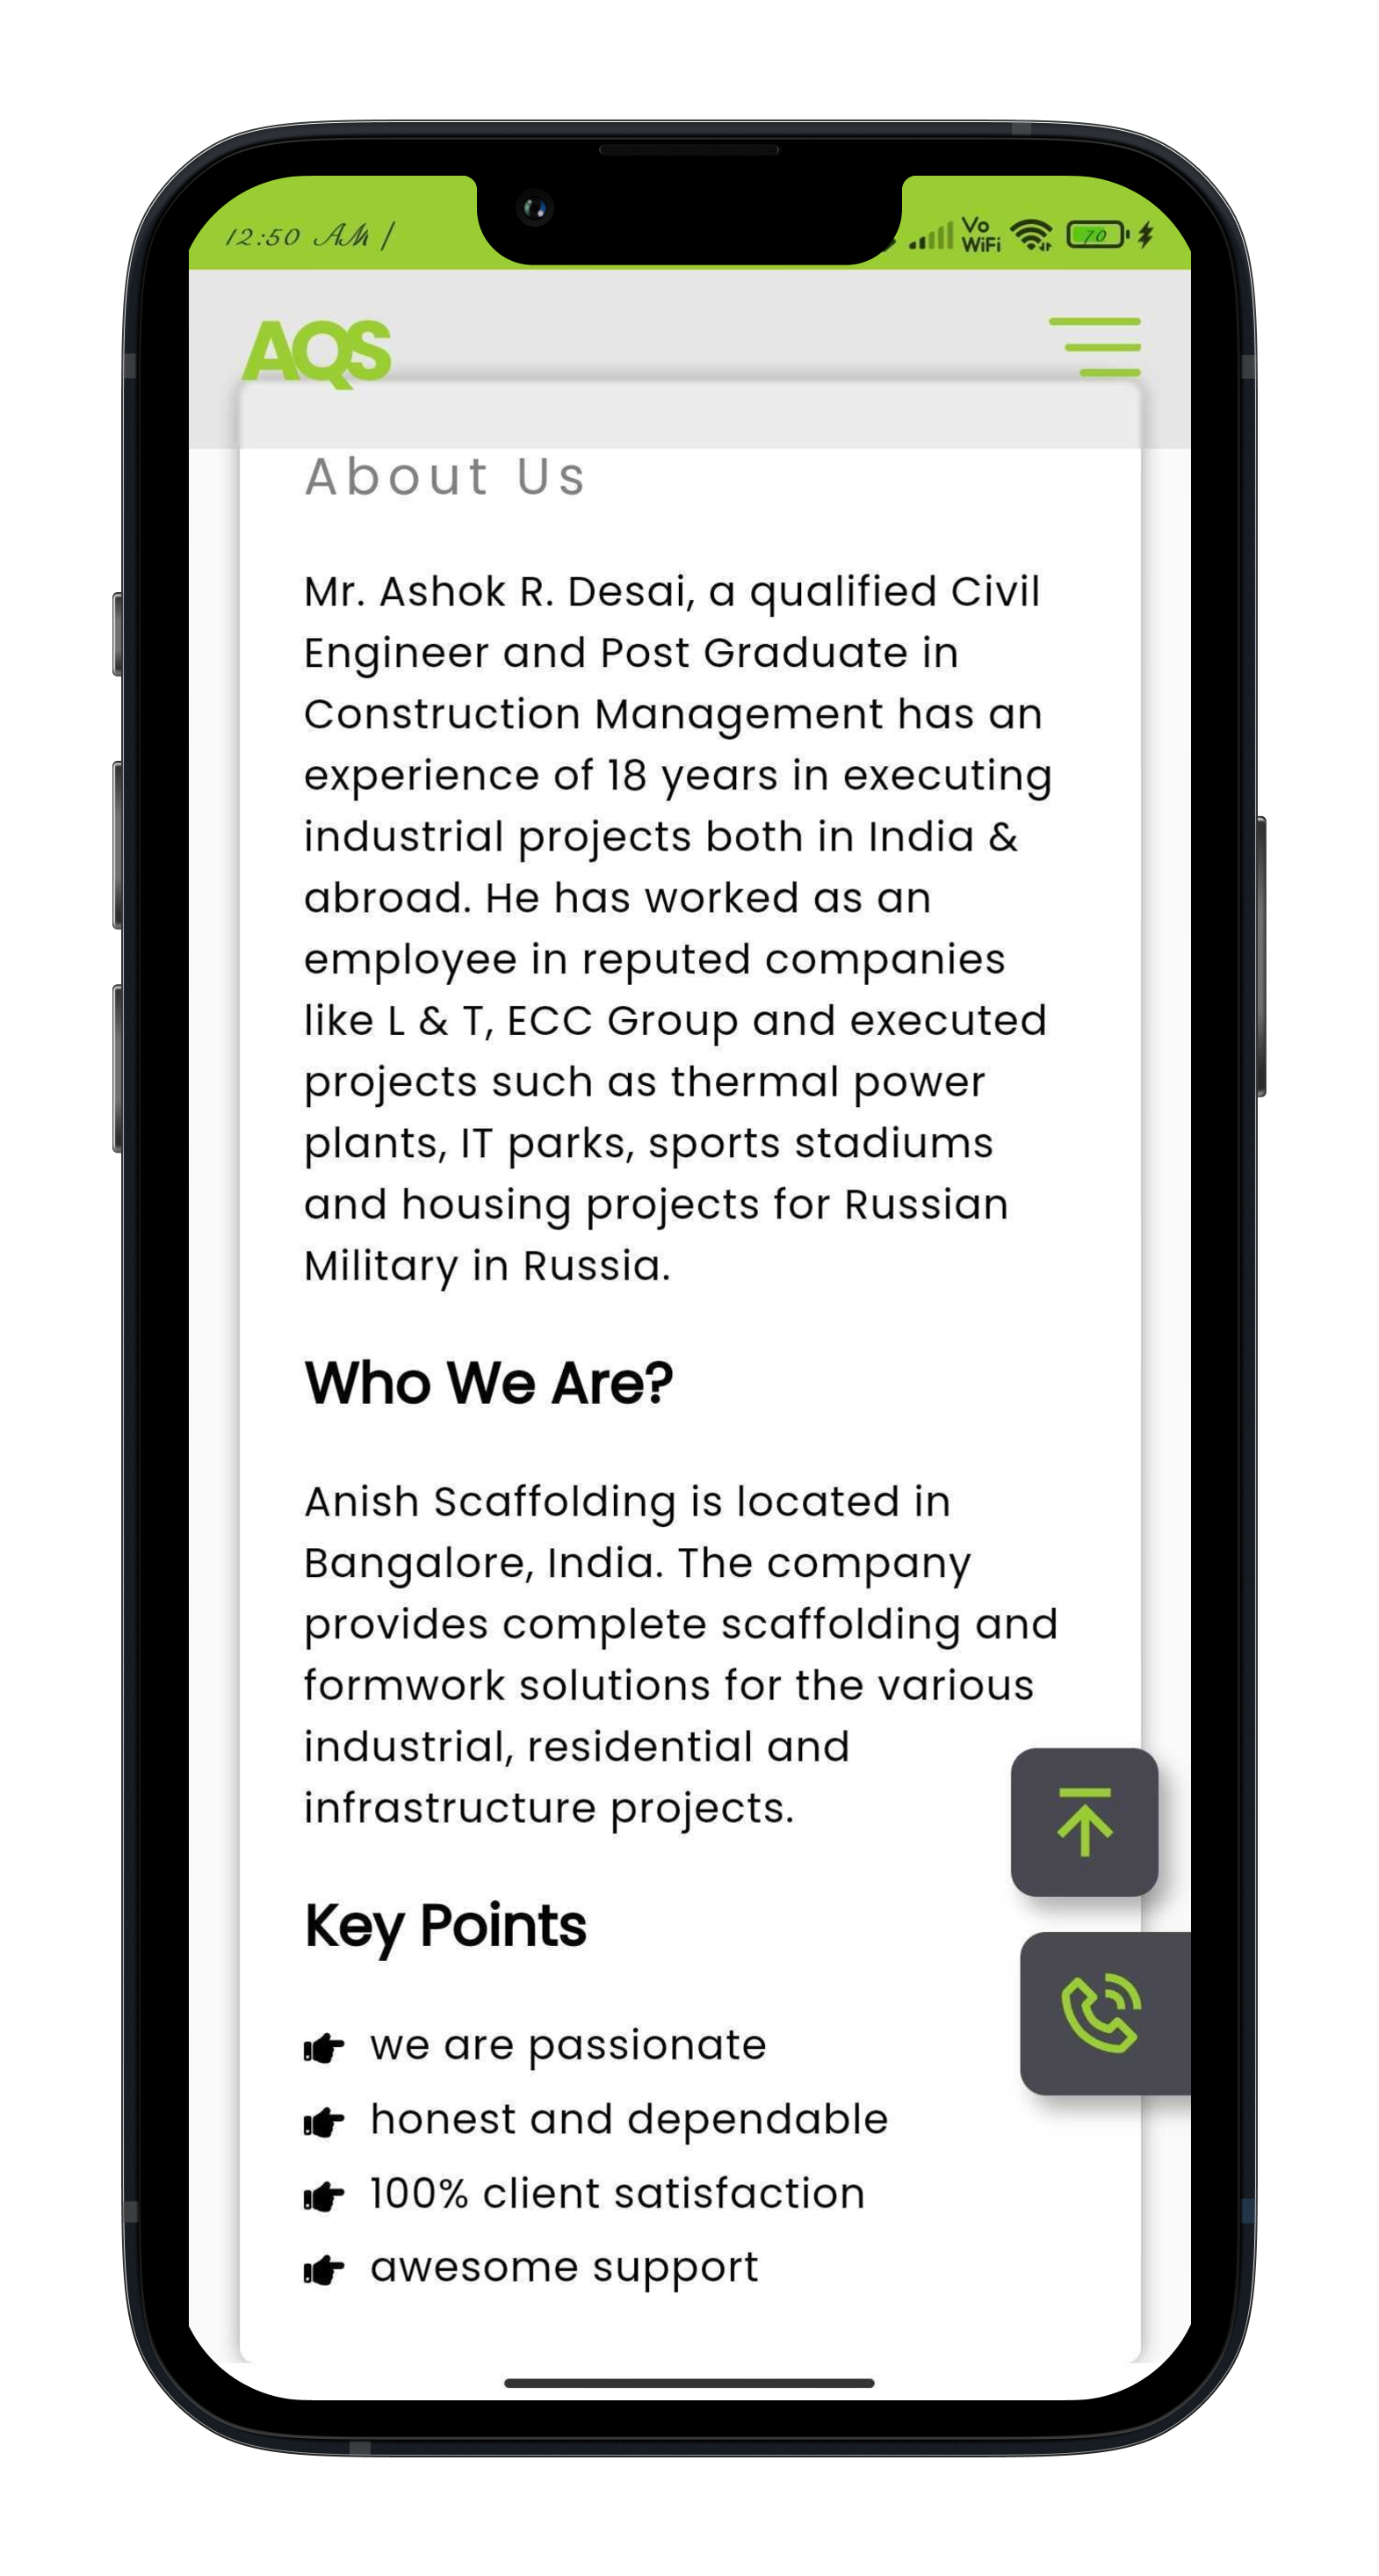 12:50 AM |
Vo
WiFi
70
AQS
About Us
Mr. Ashok R. Desai, a qualified Civil
Engineer and Post Graduate in
Construction Management has an
experience of 18 years in executing
industrial projects both in India &
abroad. He has worked as an
employee in reputed companies
like L & T, ECC Group and executed
projects such as thermal power
plants, IT parks, sports stadiums
and housing projects for Russian
Military in Russia.
Who We Are?
Anish Scaffolding is located in
Bangalore, India. The company
provides complete scaffolding and
formwork solutions for the various
industrial, residential and
infrastructure projects.
Key Points
we are passionate
honest and dependable
100% client satisfaction
awesome support